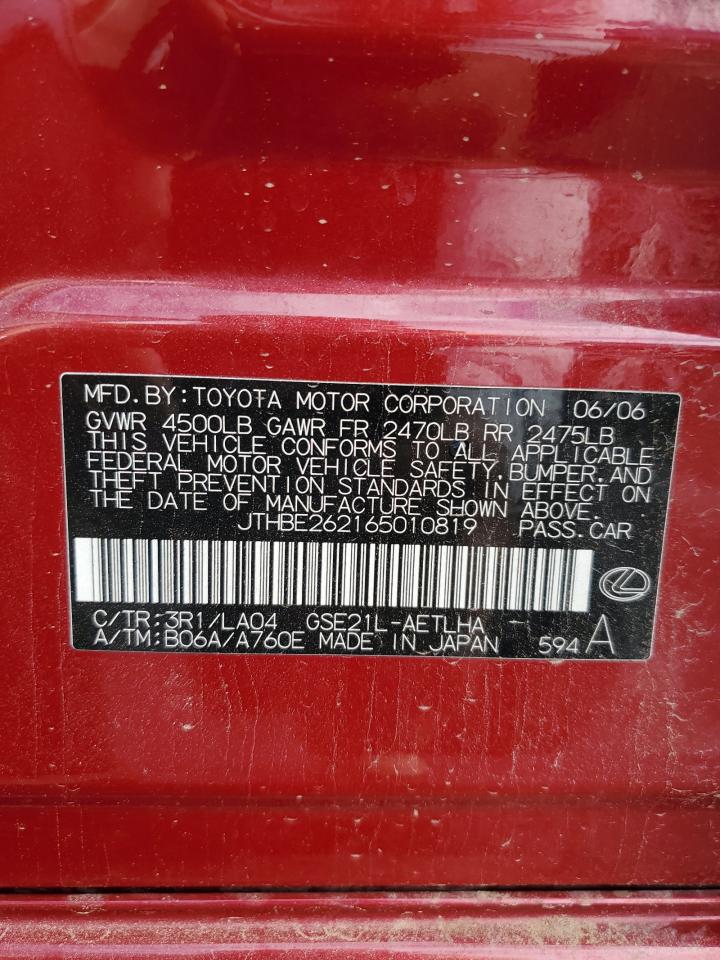 MFD.BY:TOYOTA MOTOR CORPORATION 06/06
GVWR 4500LB GAWR FR 2470LB RR 2475LB
THIS VEHICLE CONFORMS TO ALL APPLICABLE
FEDERAL MOTOR VEHICLE SAFETY,BUMPER,AND
THEFT PREVENTION STANDARDS IN EFFECT ON
THE DATE OF MANUFACTURE SHOWN ABOVE.
JTHBE262165010819 PASS.CAR
C/TR:3R1/LA04 GSE21L-AETLHA -
A/TM:B06A/A760E MADE IN JAPAN 594 A